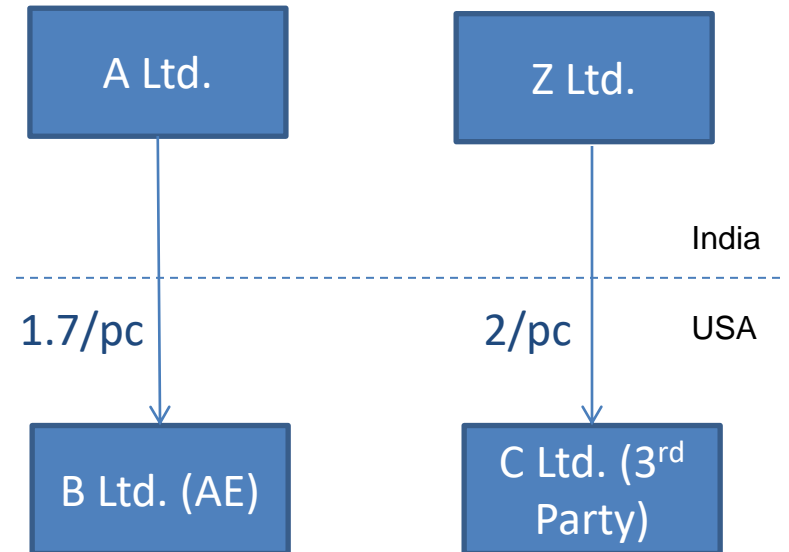 A Ltd.
Z Ltd.
India
1.7/pc
2/pc
USA
B Ltd. (AE)
C Ltd. (3rd
Party)